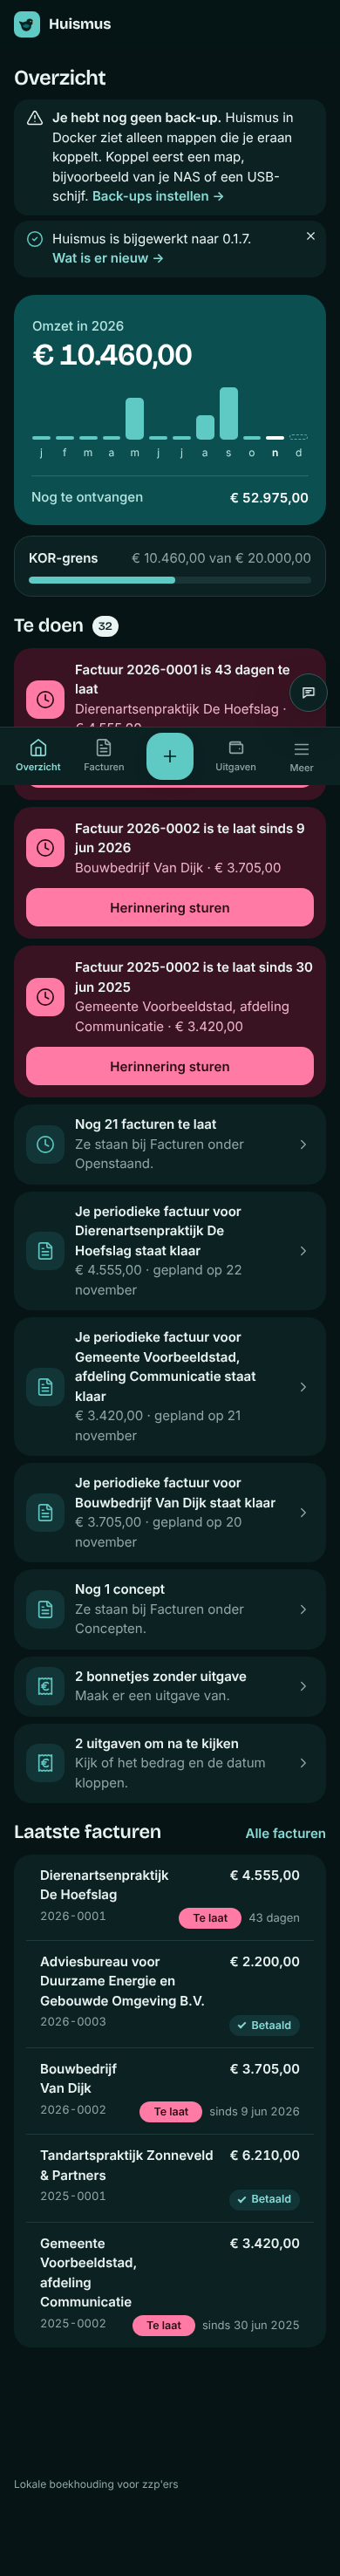 Huismus
Overzicht
Je hebt nog geen back-up. Huismus in
Docker ziet alleen mappen die je eraan
koppelt. Koppel eerst een map,
bijvoorbeeld van je NAS of een USB-
schijf. Back-ups instellen →
Huismus is bijgewerkt naar 0.1.7.
Wat is er nieuw →
Omzet in 2026
€ 10.460,00
j f m a m j j a s o n d
Nog te ontvangen € 52.975,00
KOR-grens € 10.460,00 van € 20.000,00
Te doen 32
Factuur 2026-0001 is 43 dagen te
laat
Dierenartsenpraktijk De Hoefslag ·
Overzicht Facturen Uitgaven Meer
Factuur 2026-0002 is te laat sinds 9
jun 2026
Bouwbedrijf Van Dijk · € 3.705,00
Herinnering sturen
Factuur 2025-0002 is te laat sinds 30
jun 2025
Gemeente Voorbeeldstad, afdeling
Communicatie · € 3.420,00
Herinnering sturen
Nog 21 facturen te laat
Ze staan bij Facturen onder
Openstaand.
Je periodieke factuur voor
Dierenartsenpraktijk De
Hoefslag staat klaar
€ 4.555,00 · gepland op 22
november
Je periodieke factuur voor
Gemeente Voorbeeldstad,
afdeling Communicatie staat
klaar
€ 3.420,00 · gepland op 21
november
Je periodieke factuur voor
Bouwbedrijf Van Dijk staat klaar
€ 3.705,00 · gepland op 20
november
Nog 1 concept
Ze staan bij Facturen onder
Concepten.
2 bonnetjes zonder uitgave
Maak er een uitgave van.
2 uitgaven om na te kijken
Kijk of het bedrag en de datum
kloppen.
Laatste facturen Alle facturen
Dierenartsenpraktijk € 4.555,00
De Hoefslag
2026-0001 Te laat 43 dagen
Adviesbureau voor € 2.200,00
Duurzame Energie en
Gebouwde Omgeving B.V.
2026-0003 Betaald
Bouwbedrijf € 3.705,00
Van Dijk
2026-0002 Te laat sinds 9 jun 2026
Tandartspraktijk Zonneveld € 6.210,00
& Partners
2025-0001 Betaald
Gemeente € 3.420,00
Voorbeeldstad,
afdeling
Communicatie
2025-0002 Te laat sinds 30 jun 2025
Lokale boekhouding voor zzp'ers